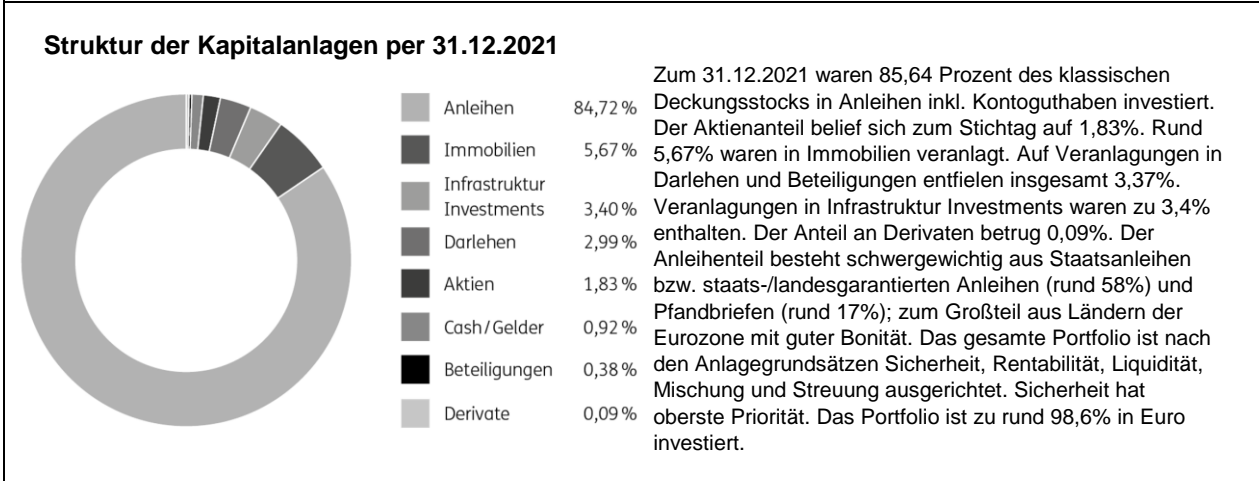 Struktur der Kapitalanlagen per 31.12.2021
Anleihen 84,72 %
Immobilien 5,67 %
Infrastruktur
Investments 3,40 %
Darlehen 2,99 %
Aktien 1,83 %
Cash/Gelder 0,92 %
Beteiligungen 0,38 %
Derivate 0,09 %
Zum 31.12.2021 waren 85,64 Prozent des klassischen
Deckungsstocks in Anleihen inkl. Kontoguthaben investiert.
Der Aktienanteil belief sich zum Stichtag auf 1,83%. Rund
5,67% waren in Immobilien veranlagt. Auf Veranlagungen in
Darlehen und Beteiligungen entfielen insgesamt 3,37%.
Veranlagungen in Infrastruktur Investments waren zu 3,4%
enthalten. Der Anteil an Derivaten betrug 0,09%. Der
Anleihenteil besteht schwergewichtig aus Staatsanleihen
bzw. staats-/landesgarantierten Anleihen (rund 58%) und
Pfandbriefen (rund 17%); zum Großteil aus Ländern der
Eurozone mit guter Bonität. Das gesamte Portfolio ist nach
den Anlagegrundsätzen Sicherheit, Rentabilität, Liquidität,
Mischung und Streuung ausgerichtet. Sicherheit hat
oberste Priorität. Das Portfolio ist zu rund 98,6% in Euro
investiert.